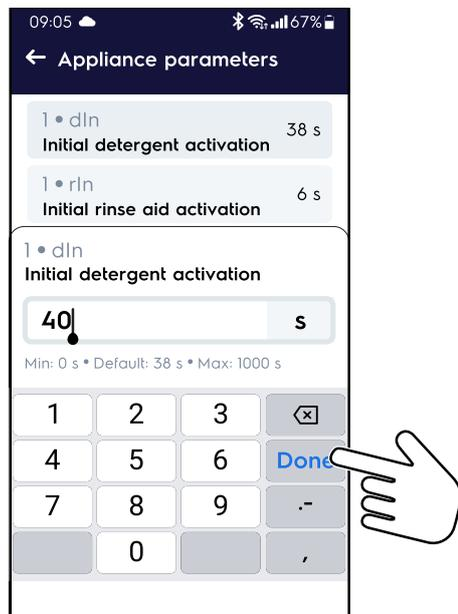 09:05 67%
← Appliance parameters
1 • dIn
Initial detergent activation
38 s
1 • rIn
Initial rinse aid activation
6 s
1 • dIn
Initial detergent activation
40 s
Min: 0 s • Default: 38 s • Max: 1000 s
1 2 3
4 5 6 Done
7 8 9 .-
0 ,